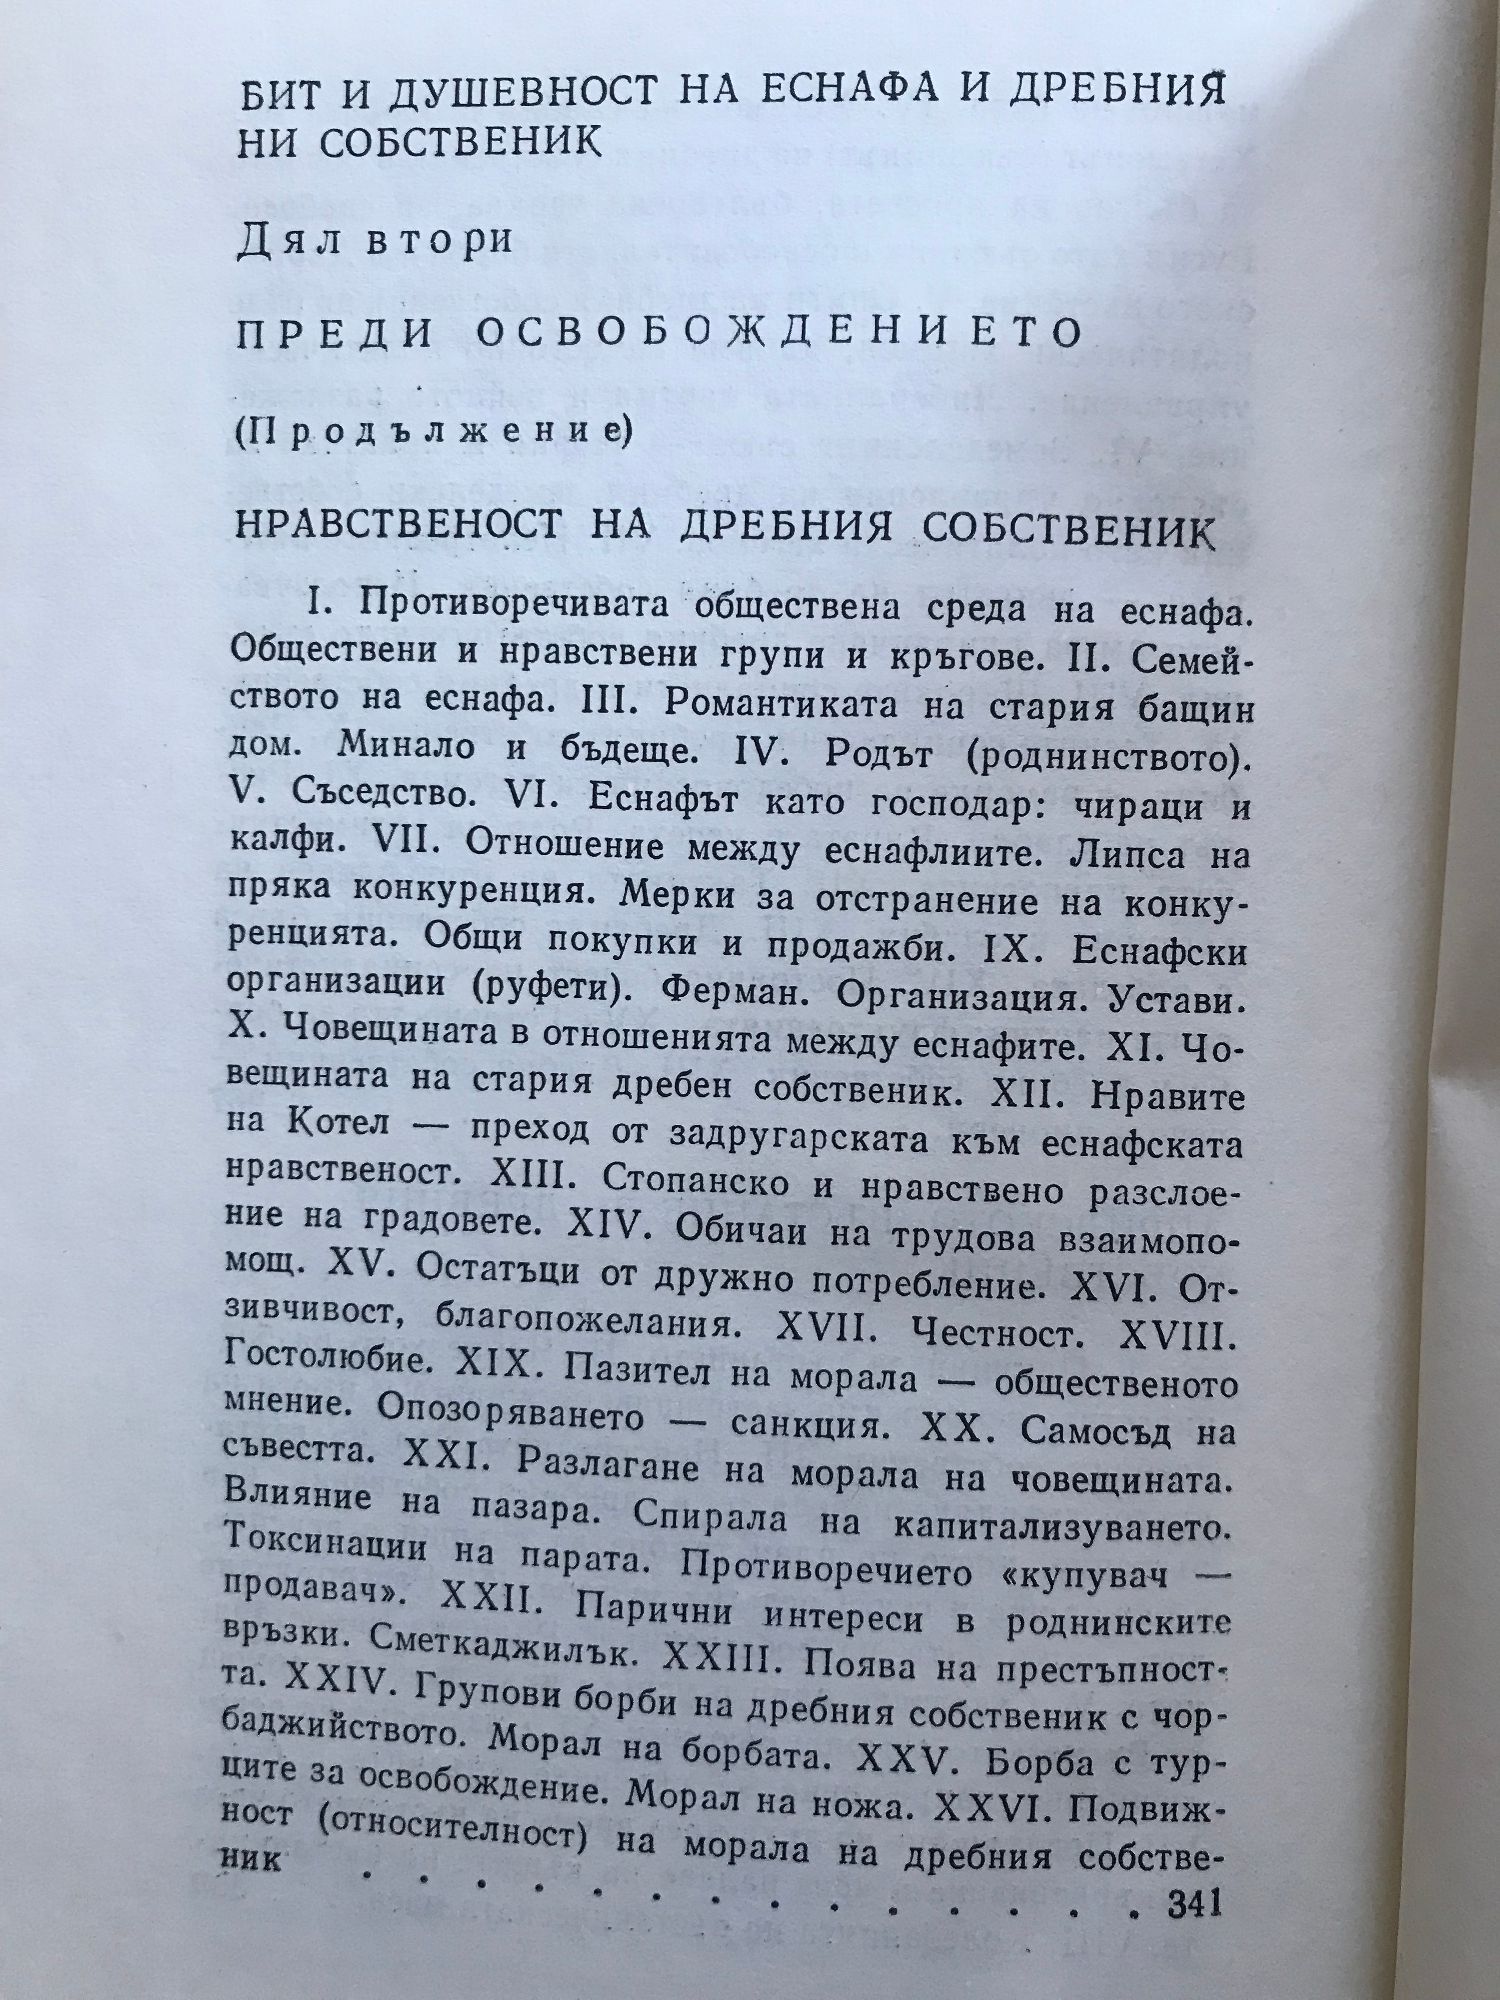 БИТ И ДУШЕВНОСТ НА ЕСНАФА И ДРЕБНИЯ
НИ СОБСТВЕНИК
Дял втори
ПРЕДИ ОСВОБОЖДЕНИЕТО
(Продължение)
НРАВСТВЕНОСТ НА ДРЕБНИЯ СОБСТВЕНИК
I. Противоречивата обществена среда на еснафа.
Обществени и нравствени групи и кръгове. II. Семей-
ството на еснафа. III. Романтиката на стария бащин
дом. Минало и бъдеще. IV. Родът (роднинството).
V. Съседство. VI. Еснафът като господар: чираци и
калфи. VII. Отношение между еснафлиите. Липса на
пряка конкуренция. Мерки за отстранение на конку-
ренцията. Общи покупки и продажби. IX. Еснафски
организации (руфети). Ферман. Организация. Устави.
X. Човещината в отношенията между еснафите. XI. Чо-
вещината на стария дребен собственик. XII. Нравите
на Котел — преход от задругарската към еснафската
нравственост. XIII. Стопанско и нравствено разслое-
ние на градовете. XIV. Обичаи на трудова взаимопо-
мощ. XV. Остатъци от дружно потребление. XVI. От-
зивчивост, благопожелания. XVII. Честност. XVIII.
Гостолюбие. XIX. Пазител на морала — общественото
мнение. Опозоряването — санкция. XX. Самосъд на
съвестта. XXI. Разлагане на морала на човещината.
Влияние на пазара. Спирала на капитализуването.
Токсинации на парата. Противоречието «купувач —
продавач». XXII. Парични интереси в роднинските
връзки. Сметкаджилък. XXIII. Поява на престъпност-
та. XXIV. Групови борби на дребния собственик с чор-
баджийството. Морал на борбата. XXV. Борба с тур-
ците за освобождение. Морал на ножа. XXVI. Подвиж-
ност (относителност) на морала на дребния собстве-
ник . . . . . . . . . . . . . . 341